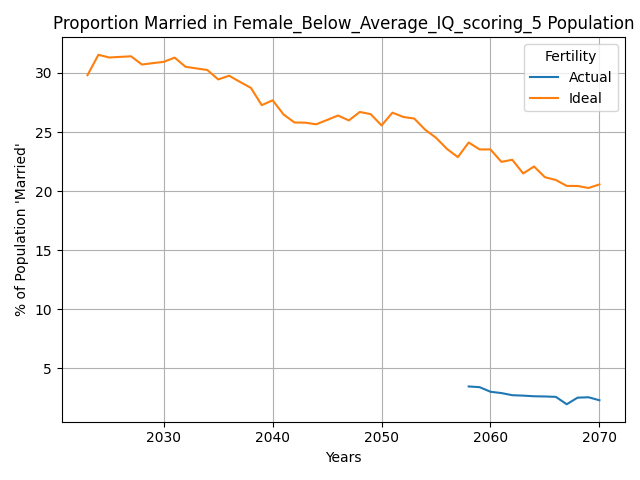 Proportion Married in Female_Below_Average_IQ_scoring_5 Population
Fertility
Actual
Ideal
% of Population 'Married'
30
25
20
15
10
5
2030
2040
2050
2060
2070
Years